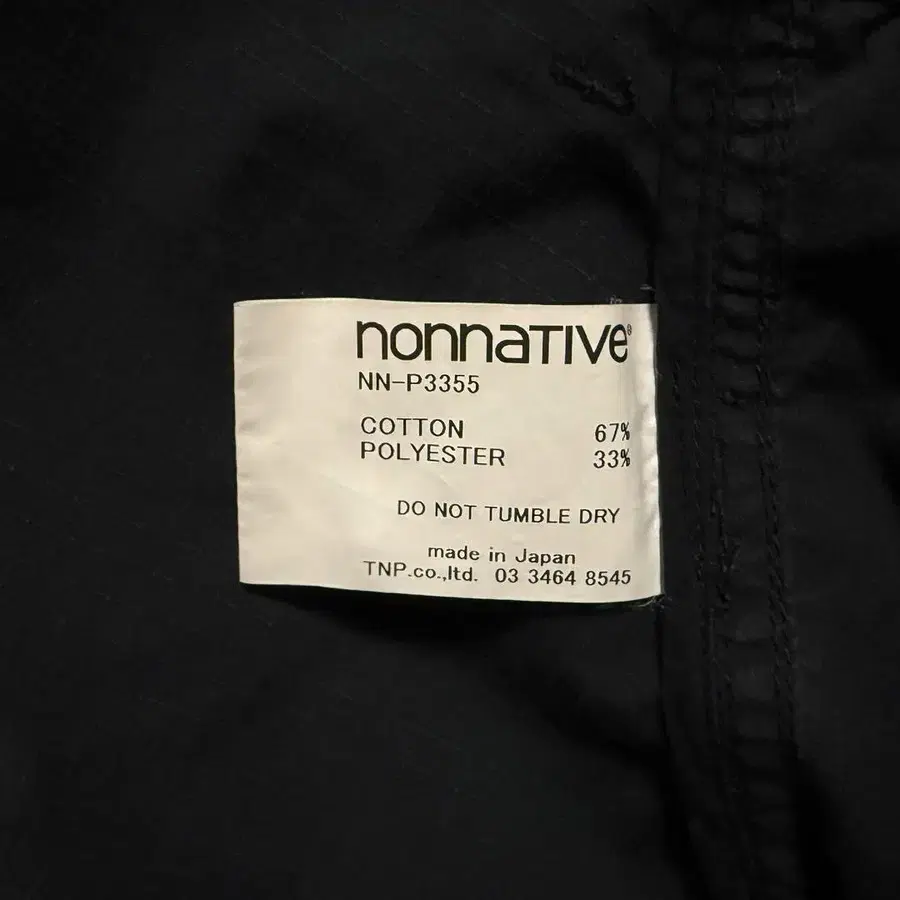 nonnative®
NN-P3355
COTTON 67%
POLYESTER 33%
DO NOT TUMBLE DRY
made in Japan
TNP.co.,ltd. 03 3464 8545